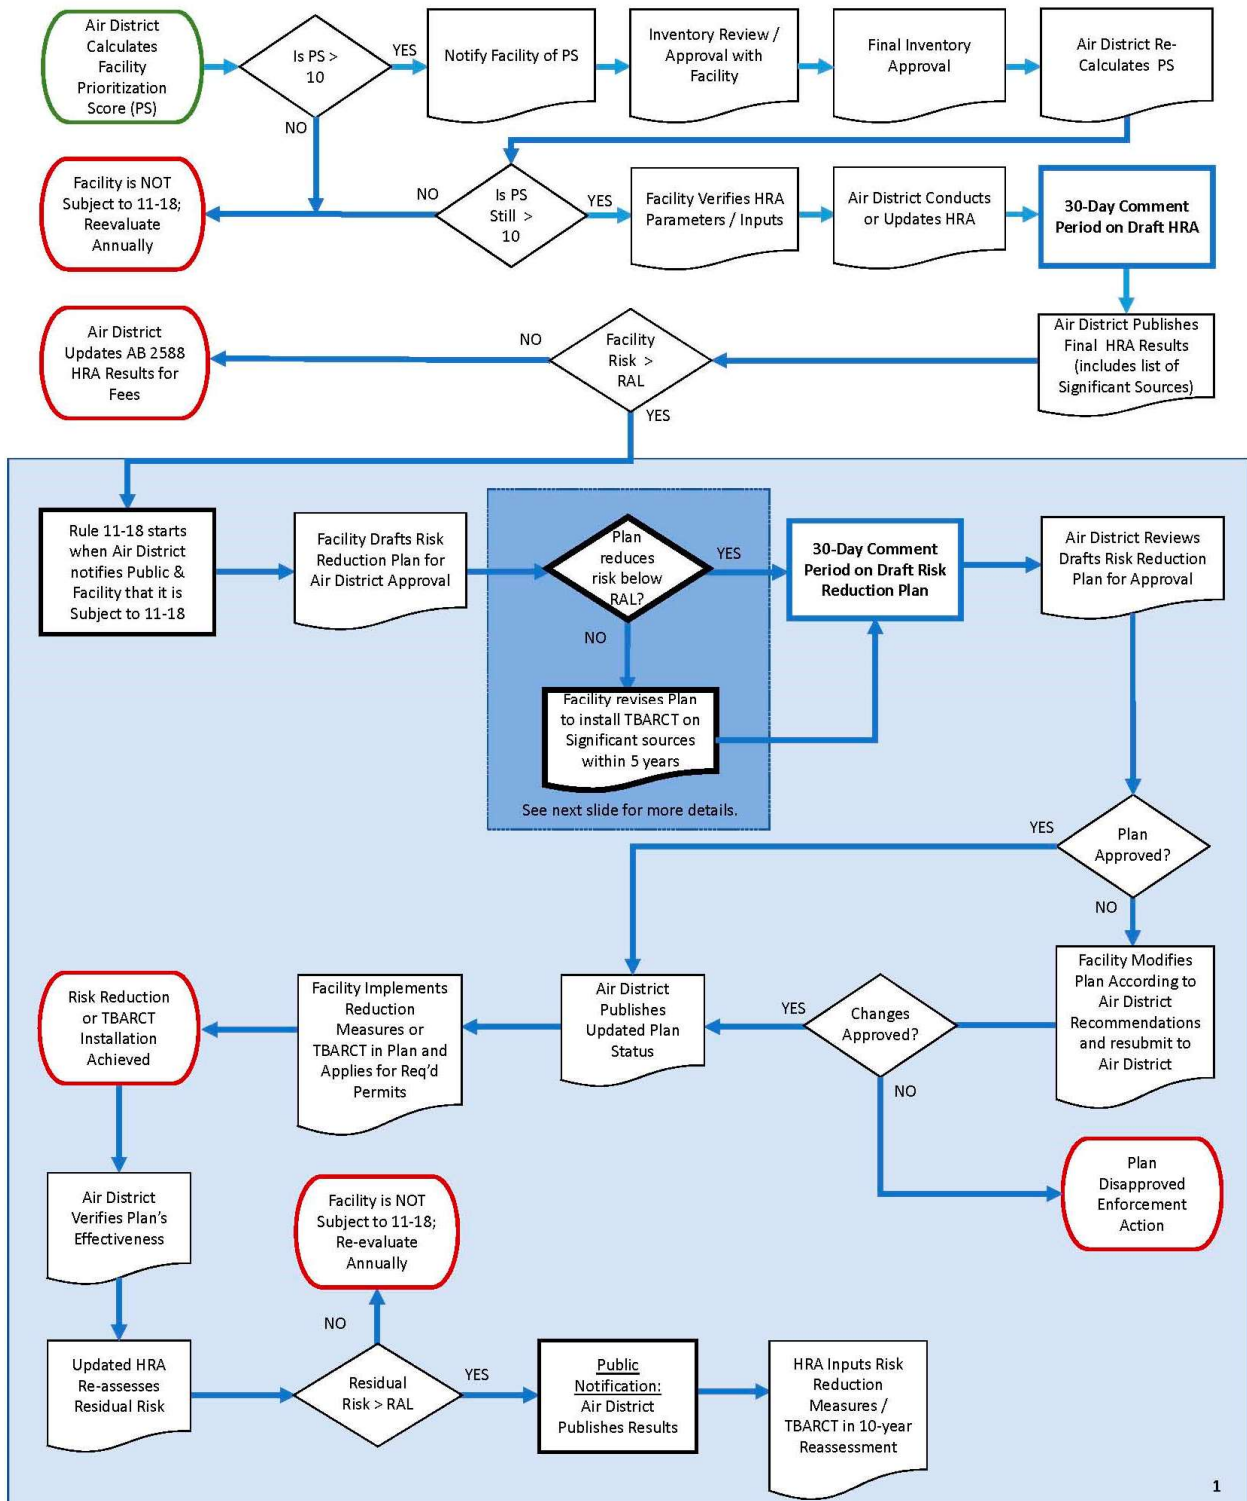 Air District
Calculates
Facility
Prioritization
Score (PS)
Is PS >
10
YES
NO
Notify Facility of PS
Inventory Review /
Approval with
Facility
Final Inventory
Approval
Air District Re-
Calculates PS
Facility is NOT
Subject to 11-18;
Reevaluate
Annually
NO
Is PS
Still >
10
YES
Facility Verifies HRA
Parameters / Inputs
Air District Conducts
or Updates HRA
30-Day Comment
Period on Draft HRA
Air District
Updates AB 2588
HRA Results for
Fees
NO
Facility
Risk >
RAL
YES
Air District Publishes
Final HRA Results
(includes list of
Significant Sources)
Rule 11-18 starts
when Air District
notifies Public &
Facility that it is
Subject to 11-18
Facility Drafts Risk
Reduction Plan for
Air District Approval
Plan
reduces
risk below
RAL?
YES
NO
30-Day Comment
Period on Draft Risk
Reduction Plan
Air District Reviews
Drafts Risk Reduction
Plan for Approval
Facility revises Plan
to install TBARCT on
Significant sources
within 5 years
See next slide for more details.
YES
Plan
Approved?
NO
Risk Reduction
or TBARCT
Installation
Achieved
Facility Implements
Reduction
Measures or
TBARCT in Plan and
Applies for Req'd
Permits
Air District
Publishes
Updated Plan
Status
YES
Changes
Approved?
NO
Facility Modifies
Plan According to
Air District
Recommendations
and resubmit to
Air District
Plan
Disapproved
Enforcement
Action
Air District
Verifies Plan's
Effectiveness
Facility is NOT
Subject to 11-18;
Re-evaluate
Annually
NO
Updated HRA
Re-assesses
Residual Risk
Residual
Risk > RAL
YES
Public
Notification:
Air District
Publishes Results
HRA Inputs Risk
Reduction
Measures /
TBARCT in 10-year
Reassessment
1